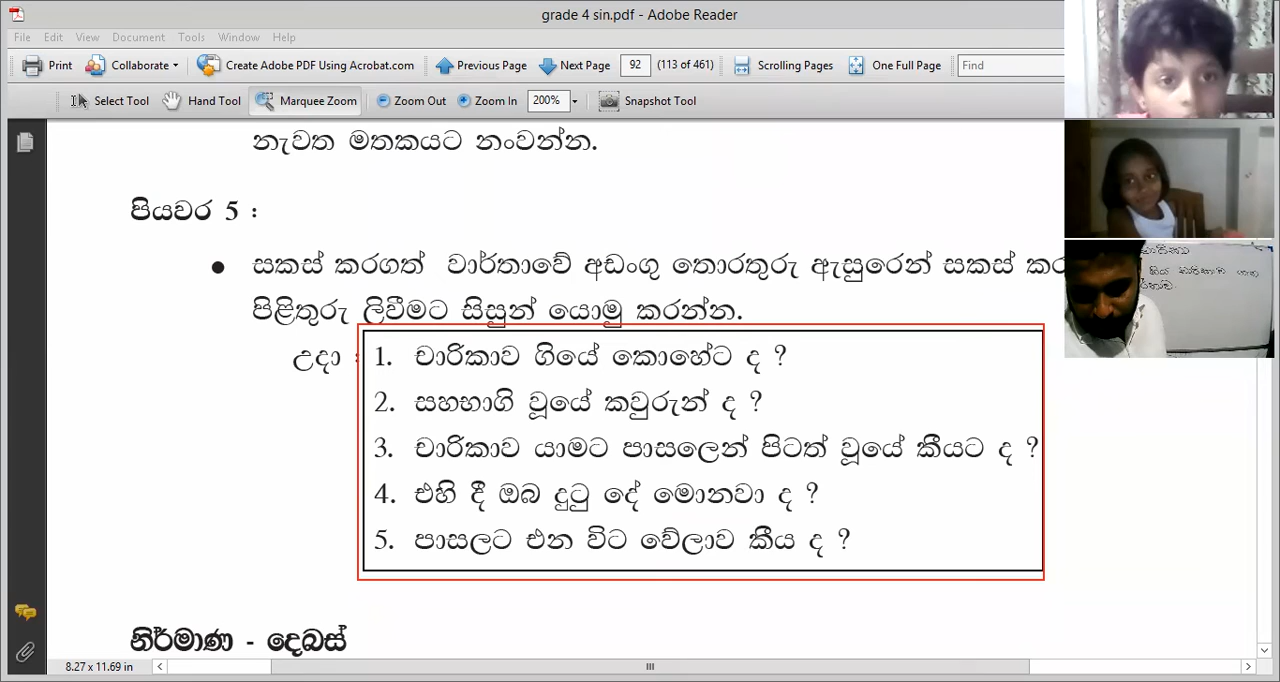 grade 4 sin.pdf - Adobe Reader
File Edit View Document Tools Window Help
Print Collaborate Create Adobe PDF Using Acrobat.com Previous Page Next Page 92 (113 of 461) Scrolling Pages One Full Page Find
Select Tool Hand Tool Marquee Zoom Zoom Out Zoom In 200% Snapshot Tool
නැවත මතකයට නංවන්න.
පියවර 5 :
● සකස් කරගත් වාර්තාවේ අඩංගු තොරතුරු ඇසුරෙන් සකස් කර
පිළිතුරු ලිවීමට සිසුන් යොමු කරන්න.
උදා :
1. චාරිකාව ගියේ කොහේට ද ?
2. සහභාගි වූයේ කවුරුන් ද ?
3. චාරිකාව යාමට පාසලෙන් පිටත් වූයේ කීයට ද ?
4. එහි දී ඔබ දුටු දේ මොනවා ද ?
5. පාසලට එන විට වේලාව කීය ද ?
නිර්මාණ - දෙබස්
8.27 x 11.69 in